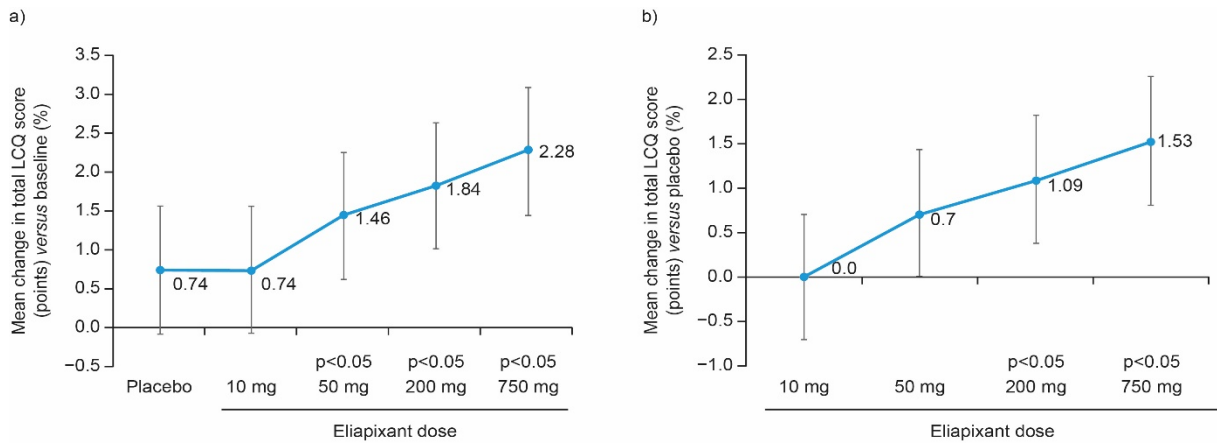 a)
Mean change in total LCQ score
(points) versus baseline (%)
3.5
3.0
2.5
2.0
1.5
1.0
0.5
0.0
−0.5
0.74
0.74
1.46
1.84
2.28
p<0.05 p<0.05 p<0.05
Placebo 10 mg 50 mg 200 mg 750 mg
Eliapixant dose
b)
Mean change in total LCQ score
(points) versus placebo (%)
2.5
2.0
1.5
1.0
0.5
0.0
−0.5
−1.0
0.0
0.7
1.09
1.53
p<0.05 p<0.05
10 mg 50 mg 200 mg 750 mg
Eliapixant dose